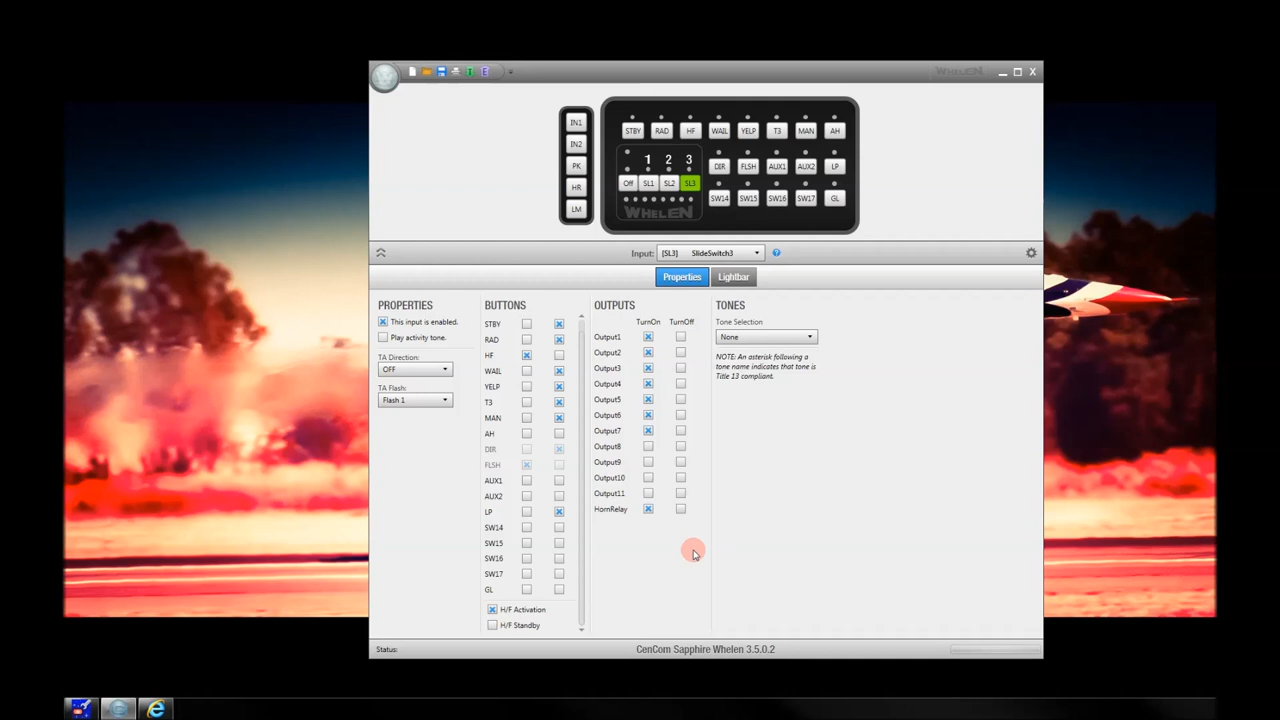 WHELEN
IN1
IN2
PK
HR
LM
STBY RAD HF WAIL YELP T3 MAN AH
1 2 3
DIR FLSH AUX1 AUX2 LP
Off SL1 SL2 SL3
SW14 SW15 SW16 SW17 GL
WHELEN
Input: [SL3] SlideSwitch3
Properties Lightbar
PROPERTIES
This input is enabled.
Play activity tone.
TA Direction:
OFF
TA Flash:
Flash 1
BUTTONS
STBY
RAD
HF
WAIL
YELP
T3
MAN
AH
DIR
FLSH
AUX1
AUX2
LP
SW14
SW15
SW16
SW17
GL
H/F Activation
H/F Standby
OUTPUTS
TurnOn TurnOff
Output1
Output2
Output3
Output4
Output5
Output6
Output7
Output8
Output9
Output10
Output11
HornRelay
TONES
Tone Selection
None
NOTE: An asterisk following a
tone name indicates that tone is
Title 13 compliant.
Status: CenCom Sapphire Whelen 3.5.0.2